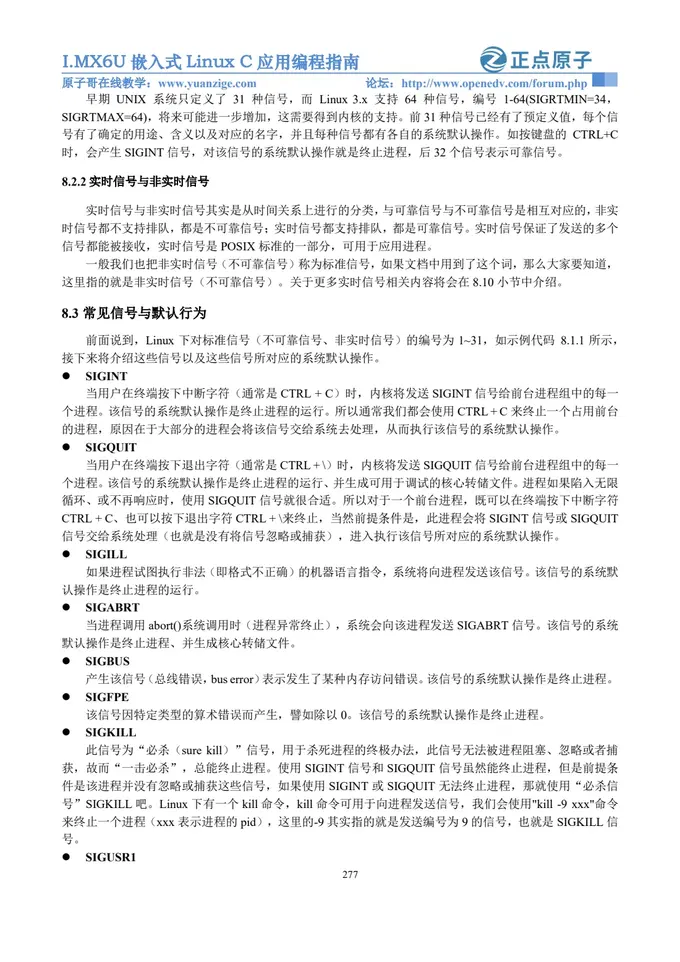 I.MX6U 嵌入式 Linux C 应用编程指南
正点原子
原子哥在线教学：www.yuanzige.com 论坛：http://www.openedv.com/forum.php
早期 UNIX 系统只定义了 31 种信号，而 Linux 3.x 支持 64 种信号，编号 1-64(SIGRTMIN=34，
SIGRTMAX=64)，将来可能进一步增加，这需要得到内核的支持。前 31 种信号已经有了预定义值，每个信
号有了确定的用途、含义以及对应的名字，并且每种信号都有各自的系统默认操作。如按键盘的 CTRL+C
时，会产生 SIGINT 信号，对该信号的系统默认操作就是终止进程，后 32 个信号表示可靠信号。
8.2.2 实时信号与非实时信号
实时信号与非实时信号其实是从时间关系上进行的分类，与可靠信号与不可靠信号是相互对应的，非实
时信号都不支持排队，都是不可靠信号；实时信号都支持排队，都是可靠信号。实时信号保证了发送的多个
信号都能被接收，实时信号是 POSIX 标准的一部分，可用于应用进程。
一般我们也把非实时信号（不可靠信号）称为标准信号，如果文档中用到了这个词，那么大家要知道，
这里指的就是非实时信号（不可靠信号）。关于更多实时信号相关内容将会在 8.10 小节中介绍。
8.3 常见信号与默认行为
前面说到，Linux 下对标准信号（不可靠信号、非实时信号）的编号为 1~31，如示例代码 8.1.1 所示，
接下来将介绍这些信号以及这些信号所对应的系统默认操作。
● SIGINT
当用户在终端按下中断字符（通常是 CTRL + C）时，内核将发送 SIGINT 信号给前台进程组中的每一
个进程。该信号的系统默认操作是终止进程的运行。所以通常我们都会使用 CTRL + C 来终止一个占用前台
的进程，原因在于大部分的进程会将该信号交给系统去处理，从而执行该信号的系统默认操作。
● SIGQUIT
当用户在终端按下退出字符（通常是 CTRL + \）时，内核将发送 SIGQUIT 信号给前台进程组中的每一
个进程。该信号的系统默认操作是终止进程的运行、并生成可用于调试的核心转储文件。进程如果陷入无限
循环、或不再响应时，使用 SIGQUIT 信号就很合适。所以对于一个前台进程，既可以在终端按下中断字符
CTRL + C、也可以按下退出字符 CTRL + \来终止，当然前提条件是，此进程会将 SIGINT 信号或 SIGQUIT
信号交给系统处理（也就是没有将信号忽略或捕获），进入执行该信号所对应的系统默认操作。
● SIGILL
如果进程试图执行非法（即格式不正确）的机器语言指令，系统将向进程发送该信号。该信号的系统默
认操作是终止进程的运行。
● SIGABRT
当进程调用 abort()系统调用时（进程异常终止），系统会向该进程发送 SIGABRT 信号。该信号的系统
默认操作是终止进程、并生成核心转储文件。
● SIGBUS
产生该信号（总线错误，bus error）表示发生了某种内存访问错误。该信号的系统默认操作是终止进程。
● SIGFPE
该信号因特定类型的算术错误而产生，譬如除以 0。该信号的系统默认操作是终止进程。
● SIGKILL
此信号为“必杀（sure kill）”信号，用于杀死进程的终极办法，此信号无法被进程阻塞、忽略或者捕
获，故而“一击必杀”，总能终止进程。使用 SIGINT 信号和 SIGQUIT 信号虽然能终止进程，但是前提条
件是该进程并没有忽略或捕获这些信号，如果使用 SIGINT 或 SIGQUIT 无法终止进程，那就使用“必杀信
号”SIGKILL 吧。Linux 下有一个 kill 命令，kill 命令可用于向进程发送信号，我们会使用"kill -9 xxx"命令
来终止一个进程（xxx 表示进程的 pid），这里的-9 其实指的就是发送编号为 9 的信号，也就是 SIGKILL 信
号。
● SIGUSR1
277